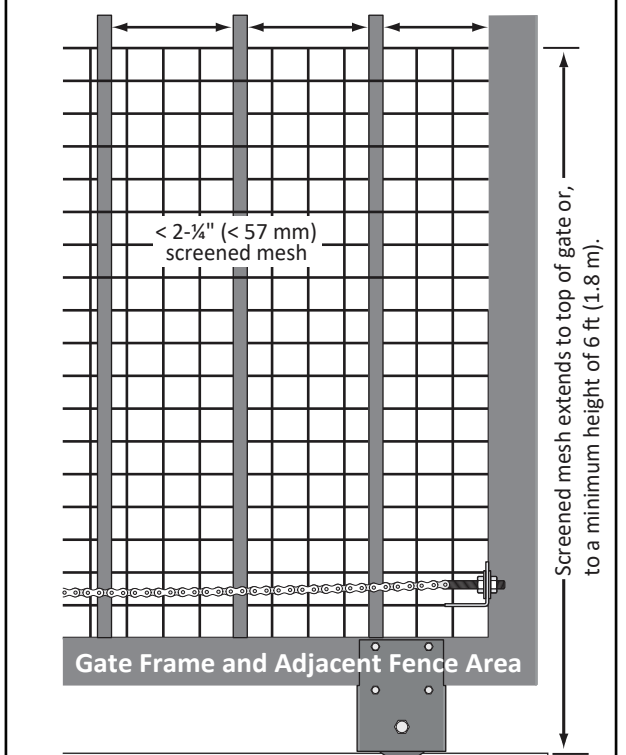 < 2-¼" (< 57 mm)
screened mesh
Screened mesh extends to top of gate or,
to a minimum height of 6 ft (1.8 m).
Gate Frame and Adjacent Fence Area